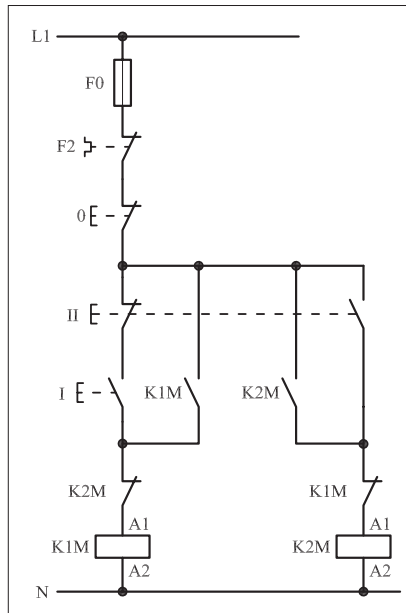 L1
F0
F2
0
II
I K1M K2M
K2M K1M
A1 A1
K1M K2M
A2 A2
N